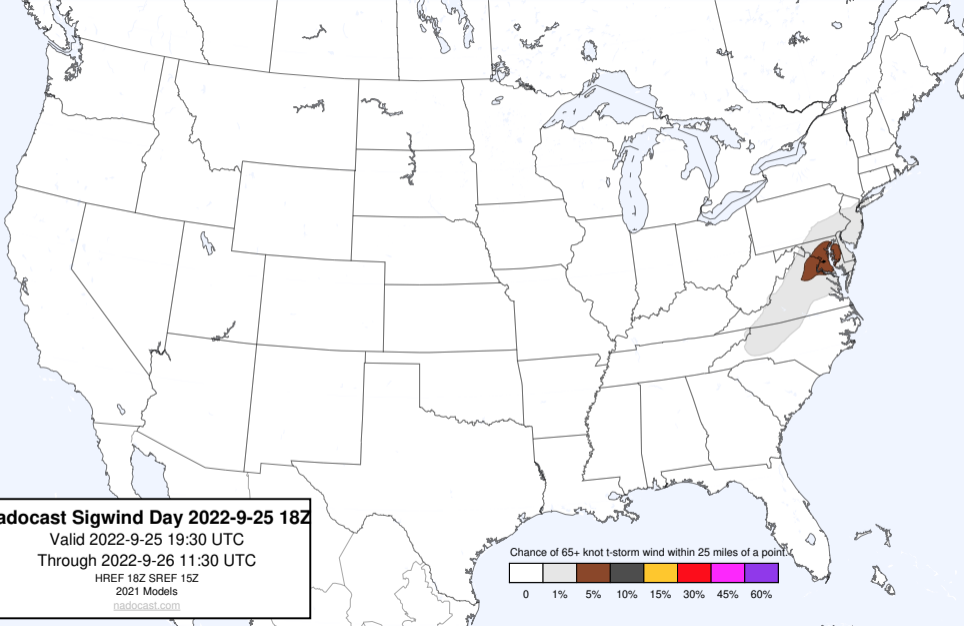 adocast Sigwind Day 2022-9-25 18Z
Valid 2022-9-25 19:30 UTC
Through 2022-9-26 11:30 UTC
HREF 18Z SREF 15Z
2021 Models
nadocast.com
Chance of 65+ knot t-storm wind within 25 miles of a point.
0 1% 5% 10% 15% 30% 45% 60%